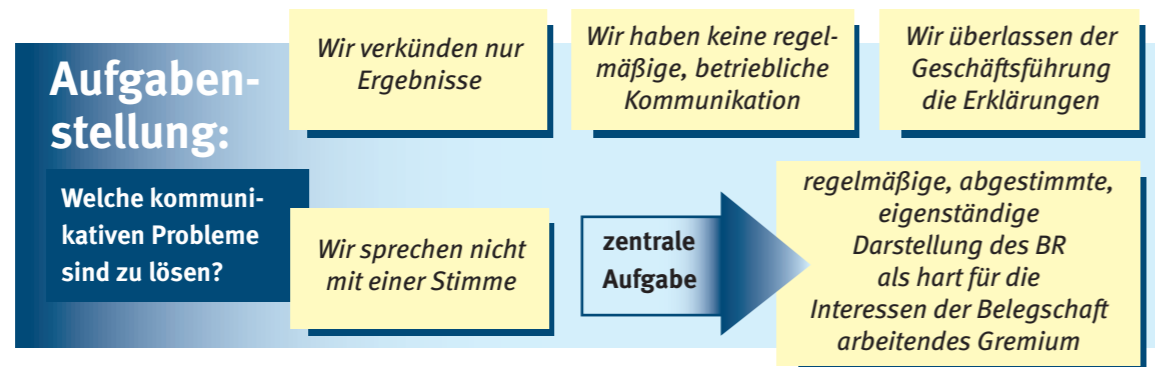 Aufgaben-
stellung:
Welche kommuni-
kativen Probleme
sind zu lösen?
Wir verkünden nur
Ergebnisse
Wir haben keine regel-
mäßige, betriebliche
Kommunikation
Wir überlassen der
Geschäftsführung
die Erklärungen
Wir sprechen nicht
mit einer Stimme
zentrale
Aufgabe
regelmäßige, abgestimmte,
eigenständige
Darstellung des BR
als hart für die
Interessen der Belegschaft
arbeitendes Gremium